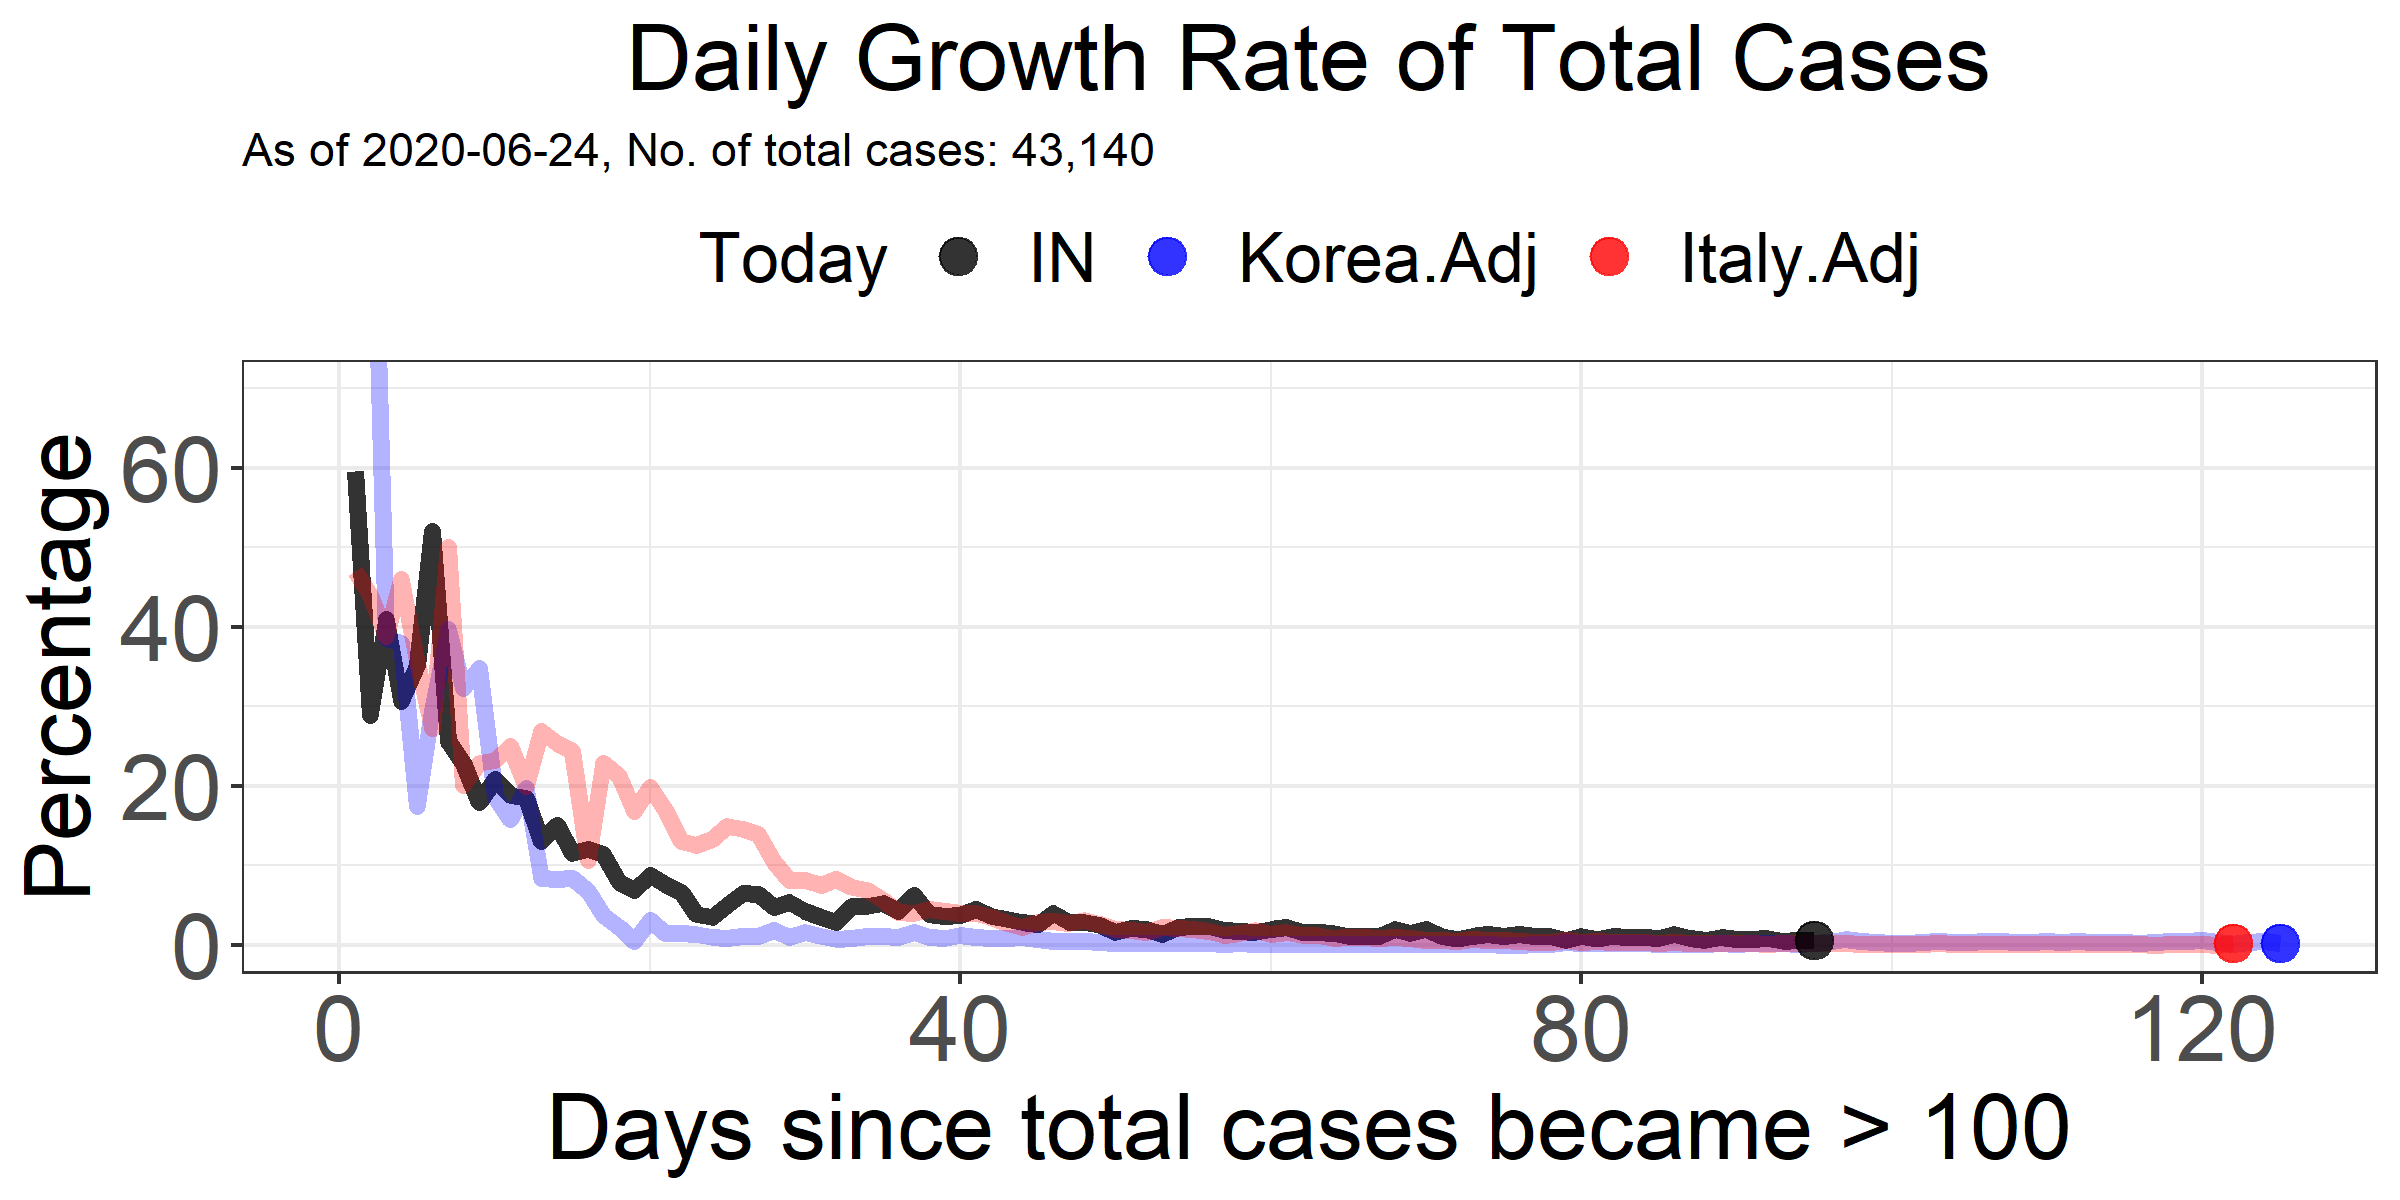 Daily Growth Rate of Total Cases
As of 2020-06-24, No. of total cases: 43,140
Today IN Korea.Adj Italy.Adj
Percentage
60
40
20
0
0 40 80 120
Days since total cases became > 100